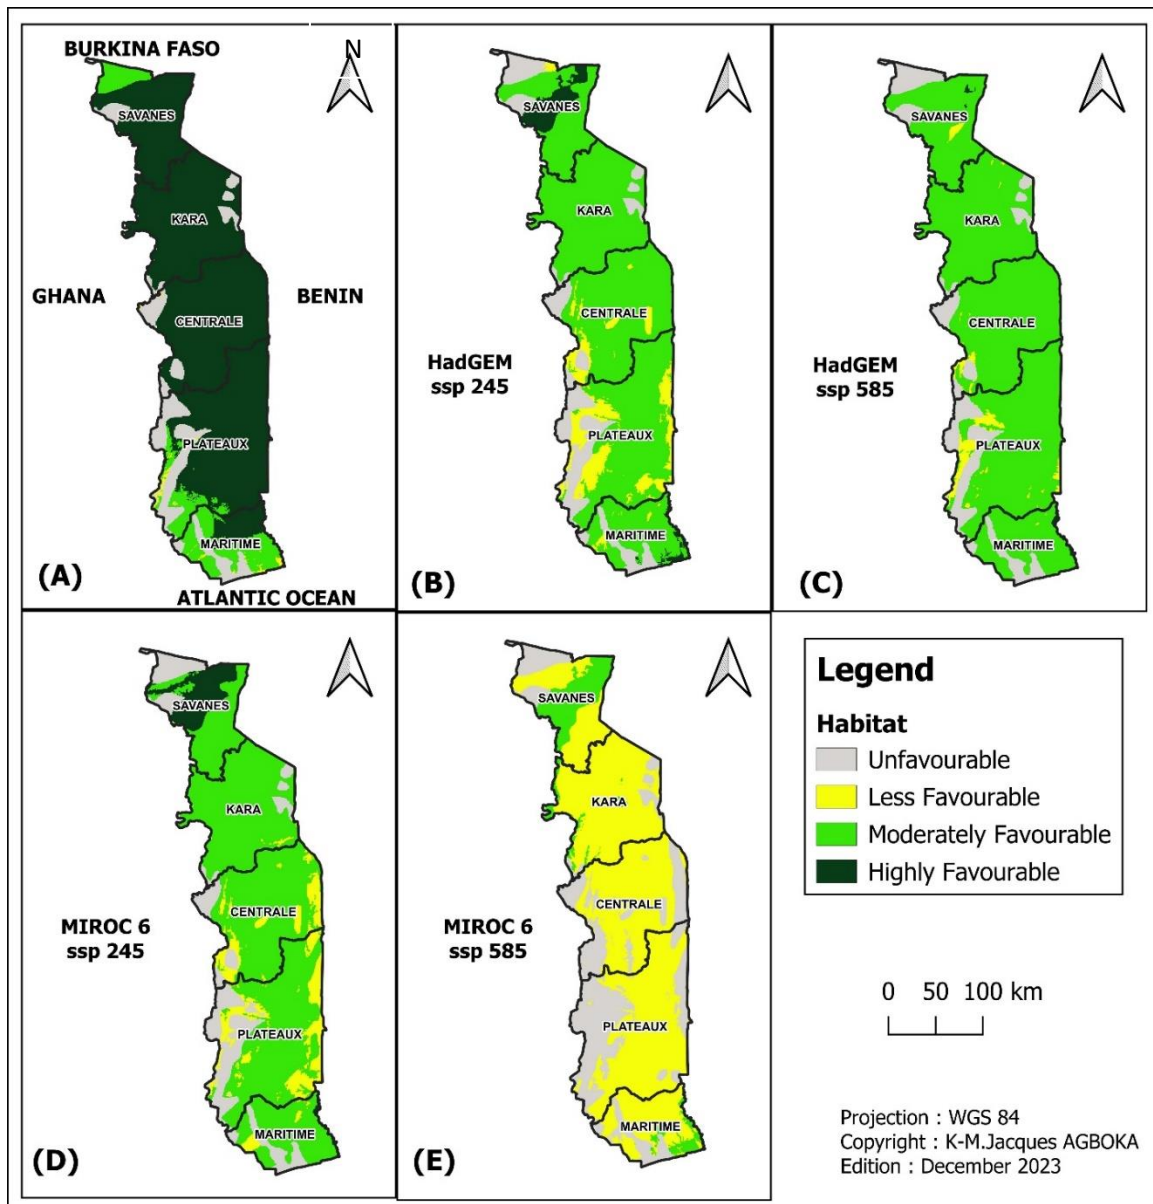 BURKINA FASO
N
SAVANES
KARA
GHANA
BENIN
CENTRALE
PLATEAUX
MARITIME
(A)
ATLANTIC OCEAN
SAVANES
KARA
CENTRALE
HadGEM
ssp 245
PLATEAUX
MARITIME
(B)
SAVANES
KARA
CENTRALE
HadGEM
ssp 585
PLATEAUX
MARITIME
(C)
SAVANES
KARA
CENTRALE
MIROC 6
ssp 245
PLATEAUX
MARITIME
(D)
SAVANES
KARA
CENTRALE
MIROC 6
ssp 585
PLATEAUX
MARITIME
(E)
Legend
Habitat
Unfavourable
Less Favourable
Moderately Favourable
Highly Favourable
0 50 100 km
Projection : WGS 84
Copyright : K-M.Jacques AGBOKA
Edition : December 2023